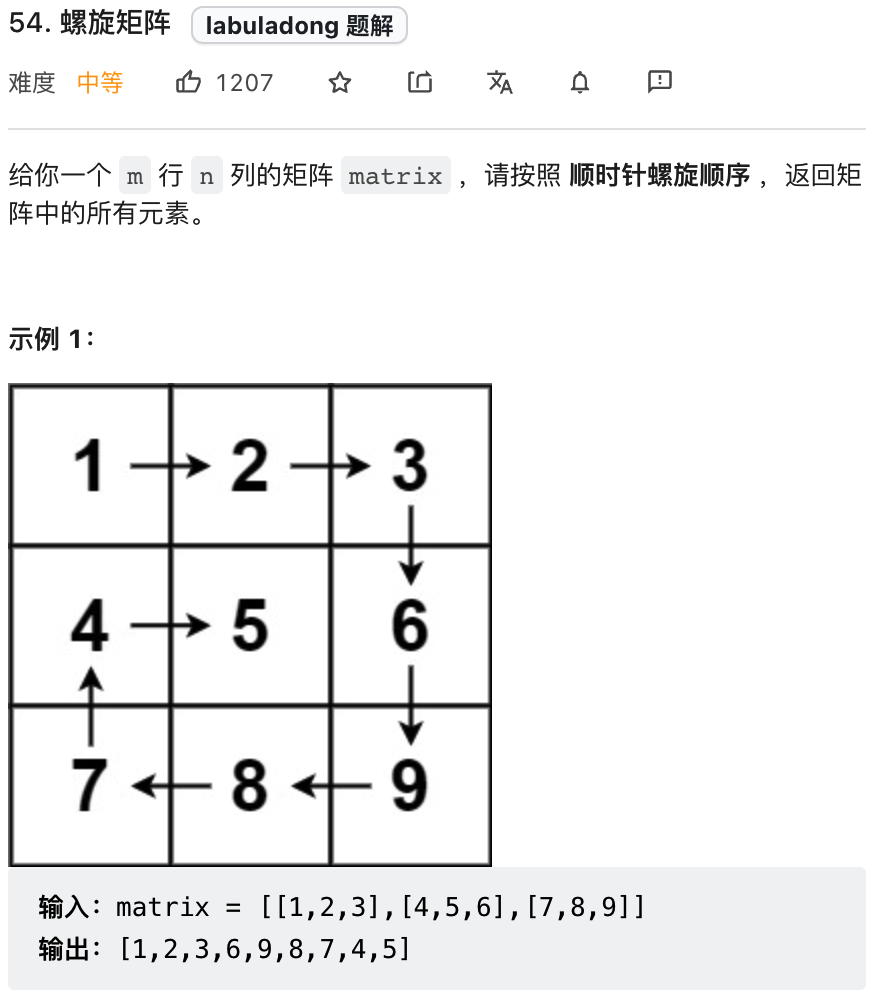 54. 螺旋矩阵 labuladong 题解
难度 中等 1207
给你一个 m 行 n 列的矩阵 matrix ，请按照 顺时针螺旋顺序 ，返回矩
阵中的所有元素。
示例 1：
1 2 3
4 5 6
7 8 9
输入：matrix = [[1,2,3],[4,5,6],[7,8,9]]
输出：[1,2,3,6,9,8,7,4,5]